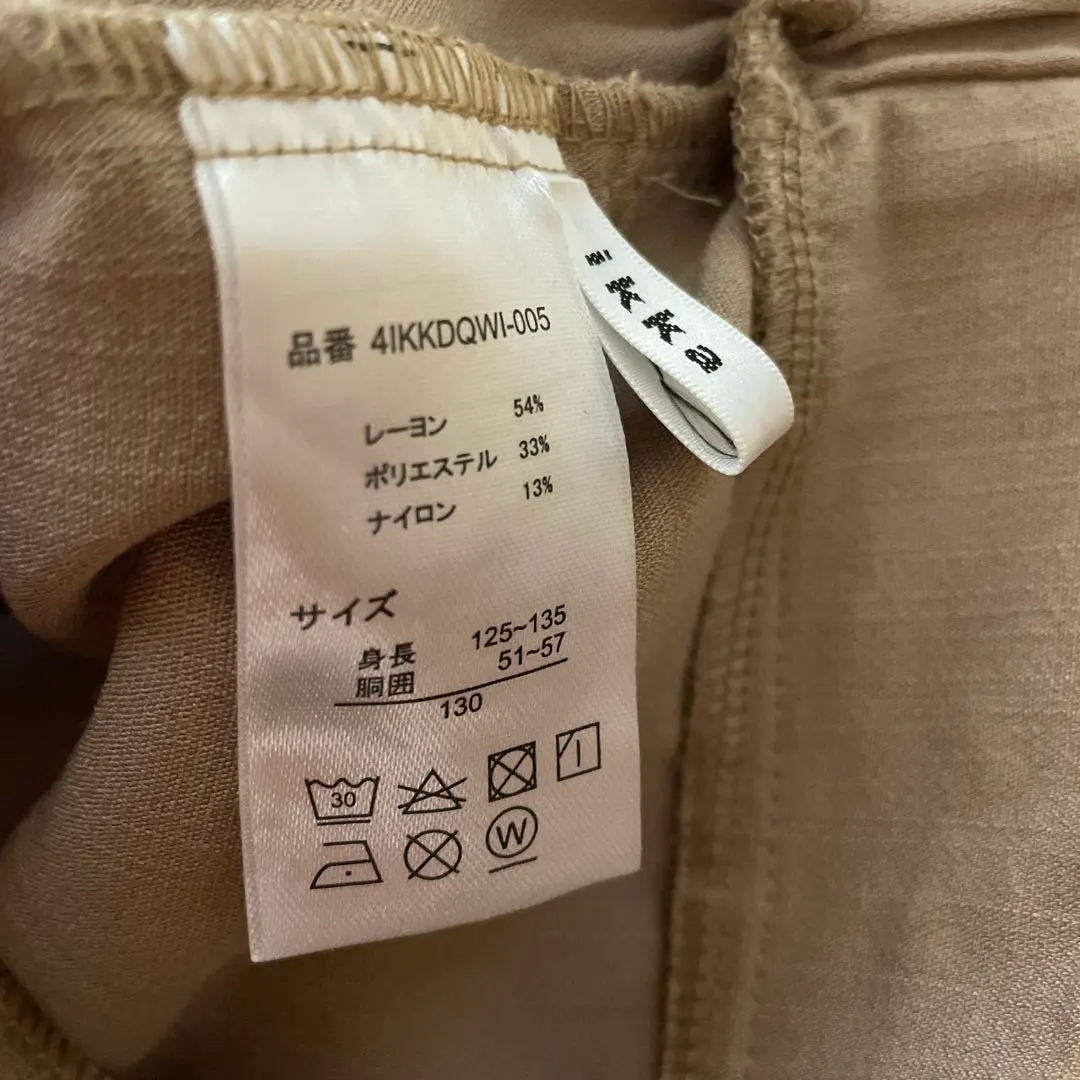 品番 4IKKDQWI-005
レーヨン 54%
ポリエステル 33%
ナイロン 13%
サイズ
身長 125~135
胴囲 51~57
130
30
W
ikka